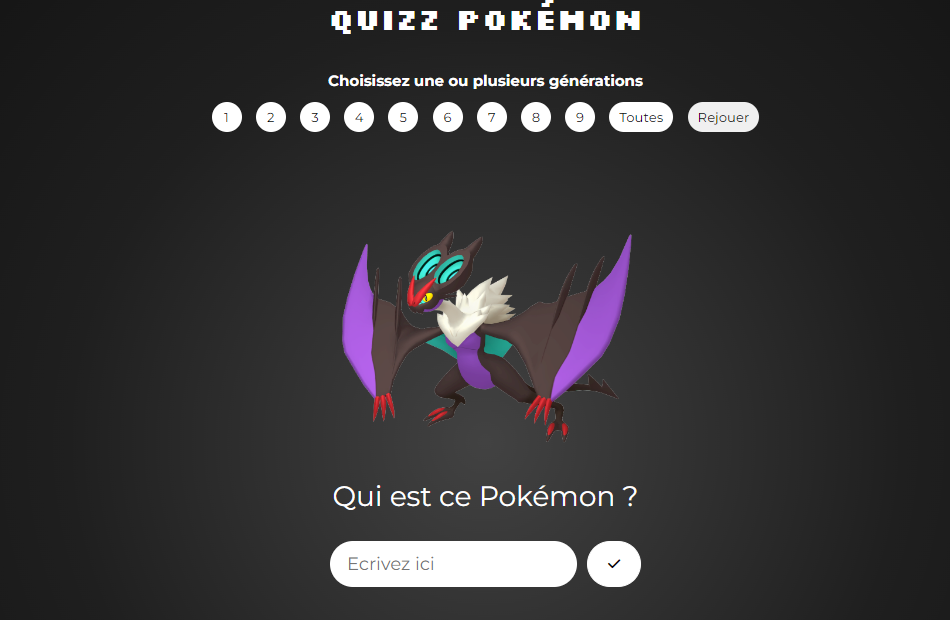 QUIZZ POKÉMON
Choisissez une ou plusieurs générations
1 2 3 4 5 6 7 8 9 Toutes Rejouer
Qui est ce Pokémon ?
Ecrivez ici